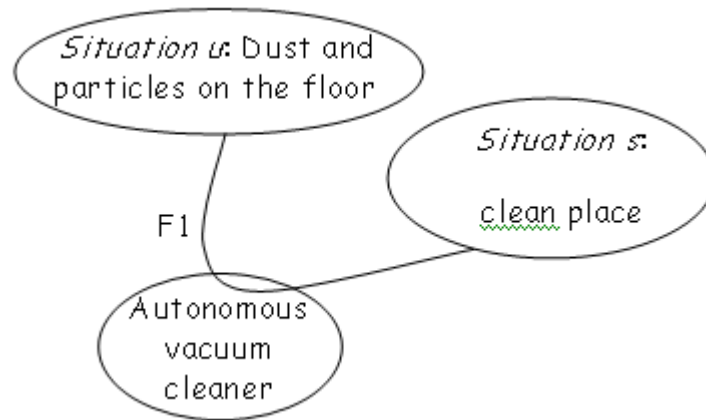 Situation u: Dust and
particles on the floor
Situation s:
clean place
F1
Autonomous
vacuum
cleaner